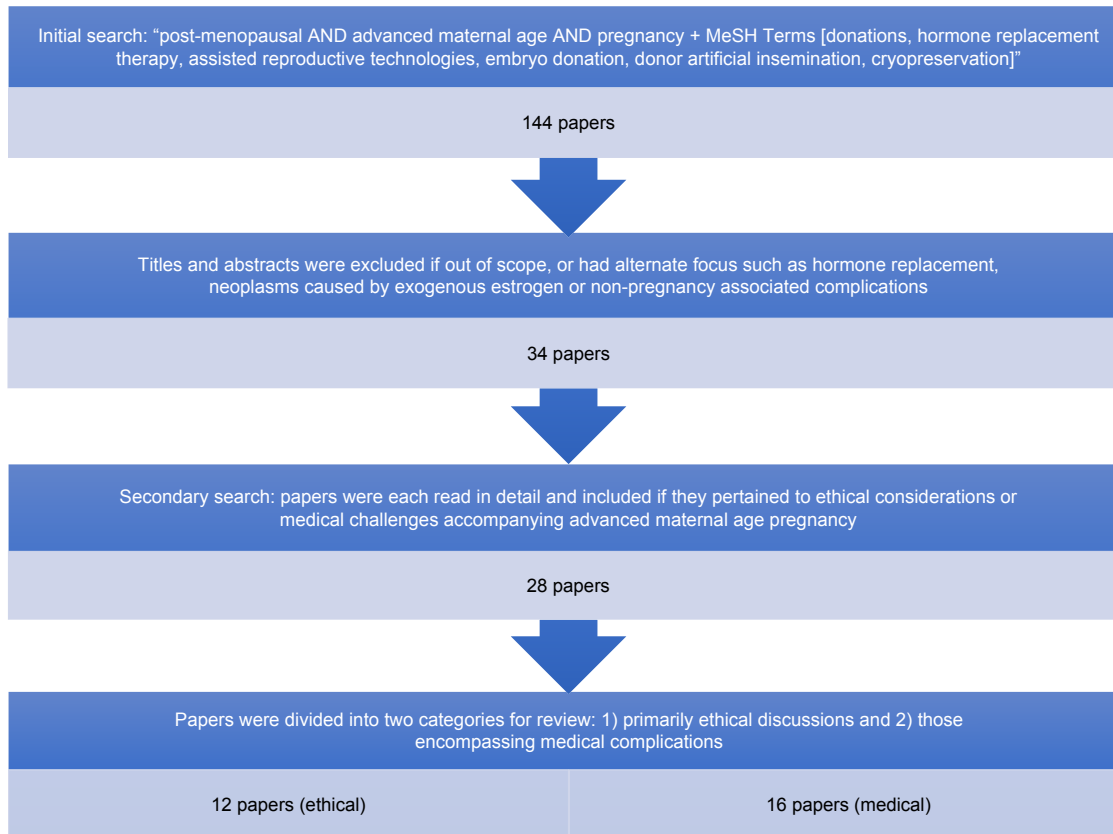 Initial search: “post-menopausal AND advanced maternal age AND pregnancy + MeSH Terms [donations, hormone replacement
therapy, assisted reproductive technologies, embryo donation, donor artificial insemination, cryopreservation]”
144 papers
Titles and abstracts were excluded if out of scope, or had alternate focus such as hormone replacement,
neoplasms caused by exogenous estrogen or non-pregnancy associated complications
34 papers
Secondary search: papers were each read in detail and included if they pertained to ethical considerations or
medical challenges accompanying advanced maternal age pregnancy
28 papers
Papers were divided into two categories for review: 1) primarily ethical discussions and 2) those
encompassing medical complications
12 papers (ethical)
16 papers (medical)